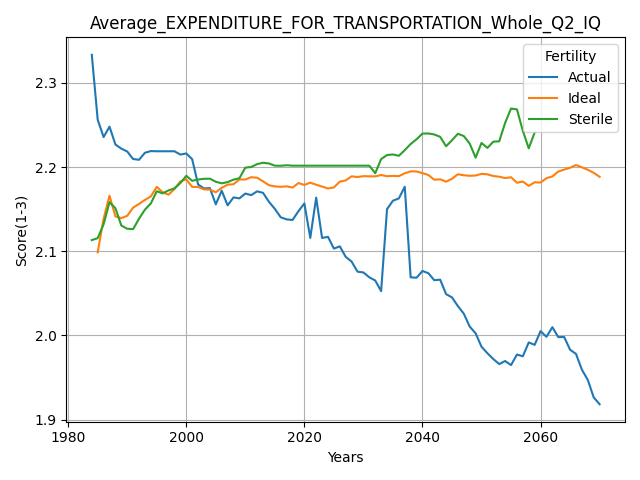 Average_EXPENDITURE_FOR_TRANSPORTATION_Whole_Q2_IQ
Fertility
Actual
Ideal
Sterile
Score(1-3)
2.3
2.2
2.1
2.0
1.9
1980
2000
2020
2040
2060
Years